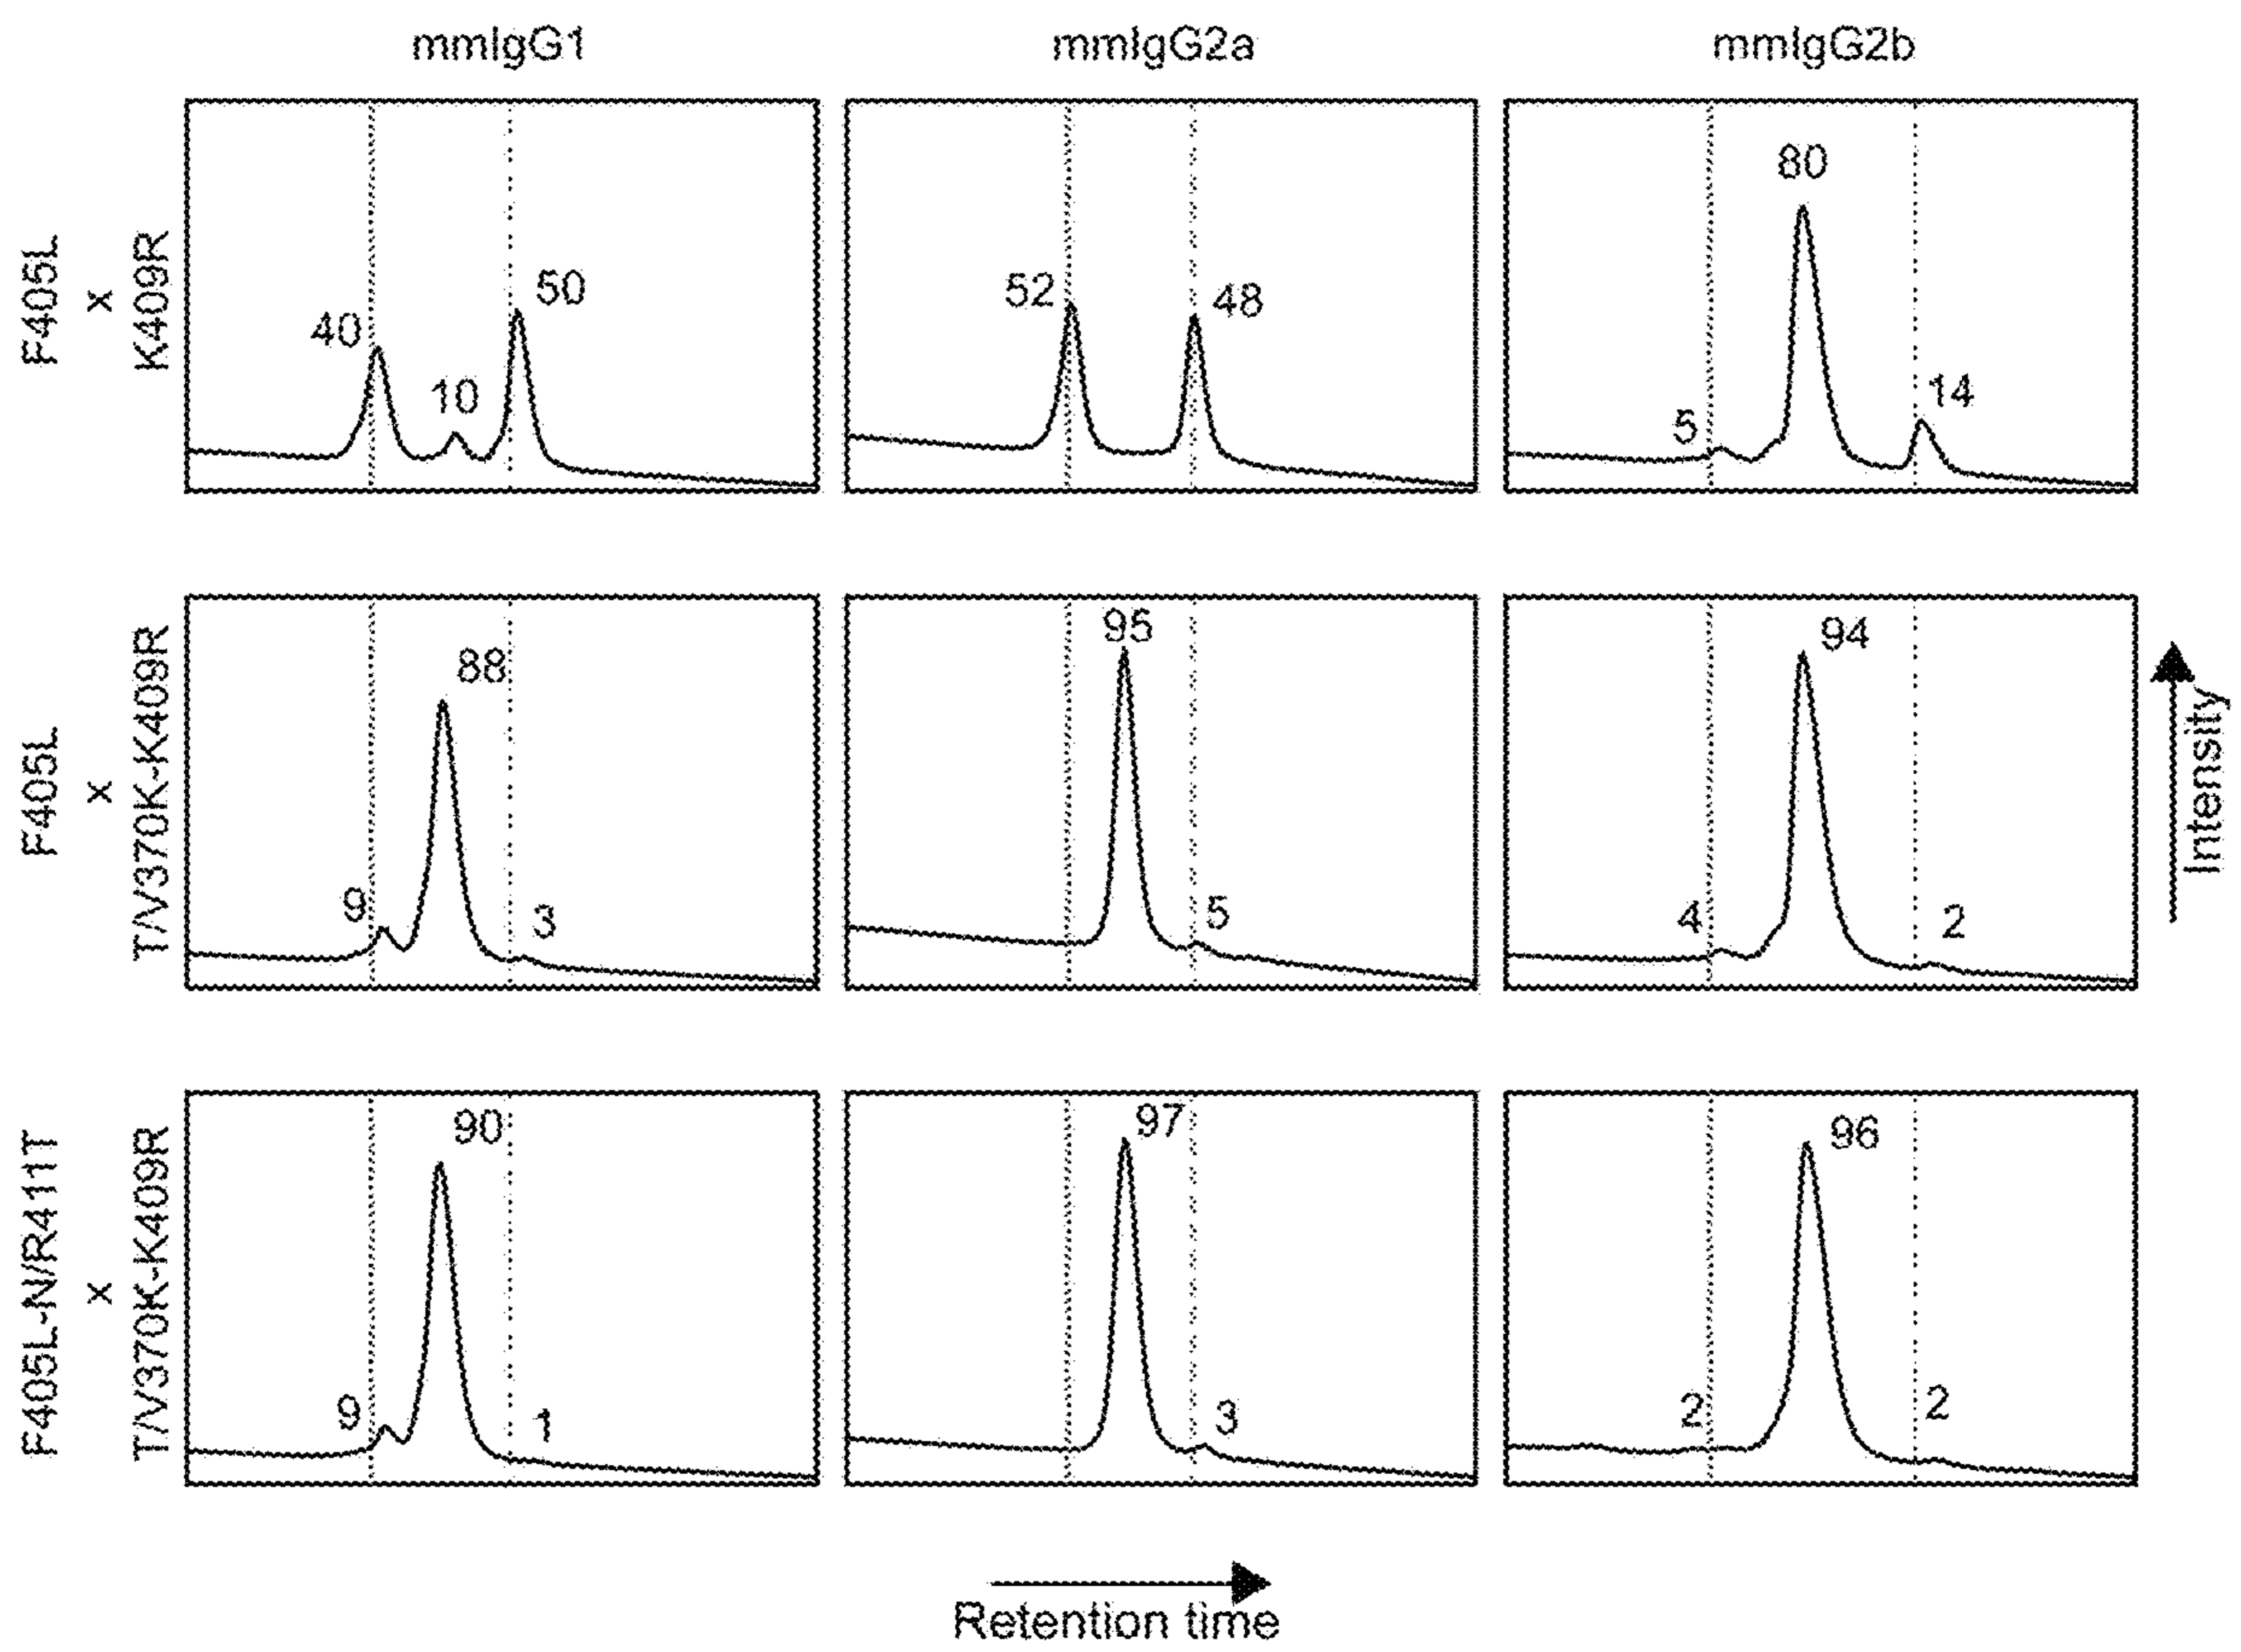 mmIgG1
mmIgG2a
mmIgG2b
F405L
x
K409R
40
10
50
52
48
5
80
14
F405L
x
T/V370K-K409R
9
88
3
95
5
4
94
2
Intensity
F405L-N/R411T
x
T/V370K-K409R
9
90
1
97
3
2
96
2
Retention time